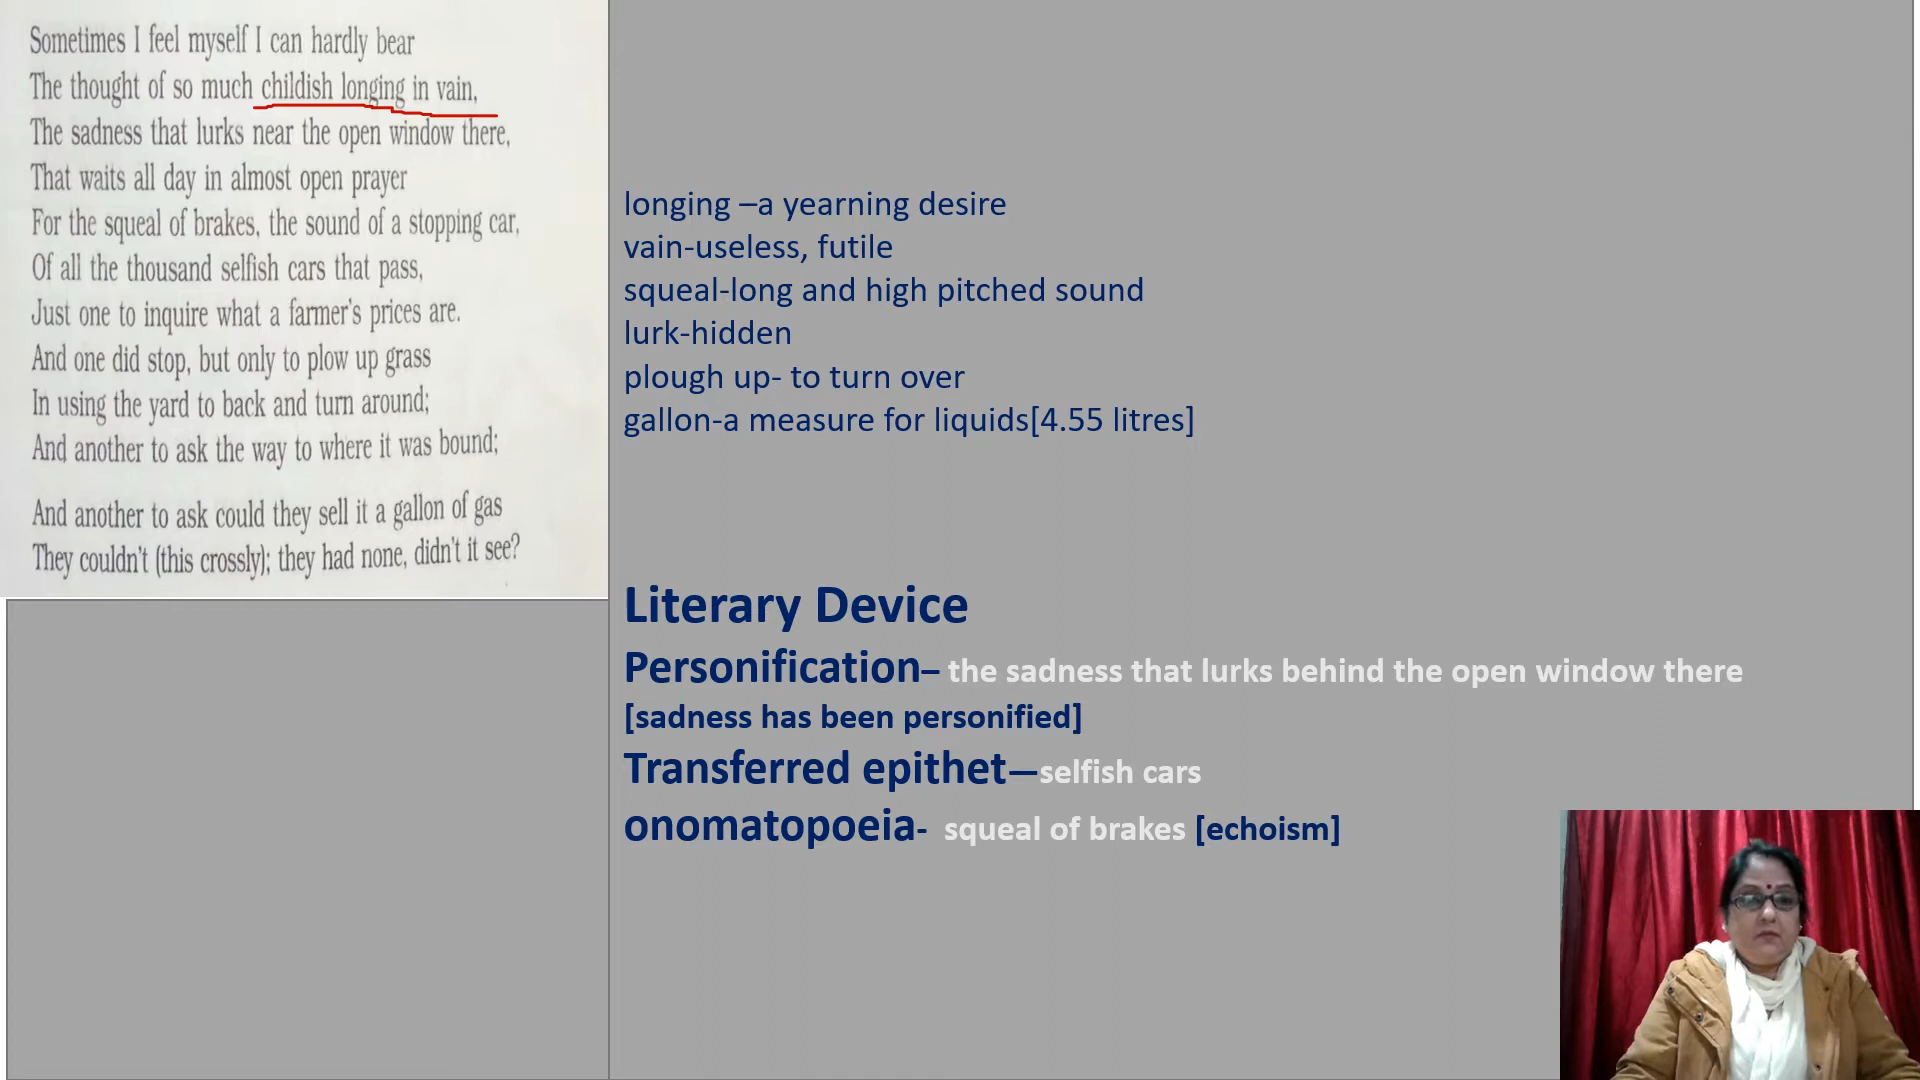 Sometimes I feel myself I can hardly bear
The thought of so much childish longing in vain,
The sadness that lurks near the open window there,
That waits all day in almost open prayer
For the squeal of brakes, the sound of a stopping car,
Of all the thousand selfish cars that pass,
Just one to inquire what a farmer's prices are.
And one did stop, but only to plow up grass
In using the yard to back and turn around;
And another to ask the way to where it was bound;
And another to ask could they sell it a gallon of gas
They couldn't (this crossly); they had none, didn't it see?
longing –a yearning desire
vain-useless, futile
squeal-long and high pitched sound
lurk-hidden
plough up- to turn over
gallon-a measure for liquids[4.55 litres]
Literary Device
Personification– the sadness that lurks behind the open window there
[sadness has been personified]
Transferred epithet—selfish cars
onomatopoeia- squeal of brakes [echoism]